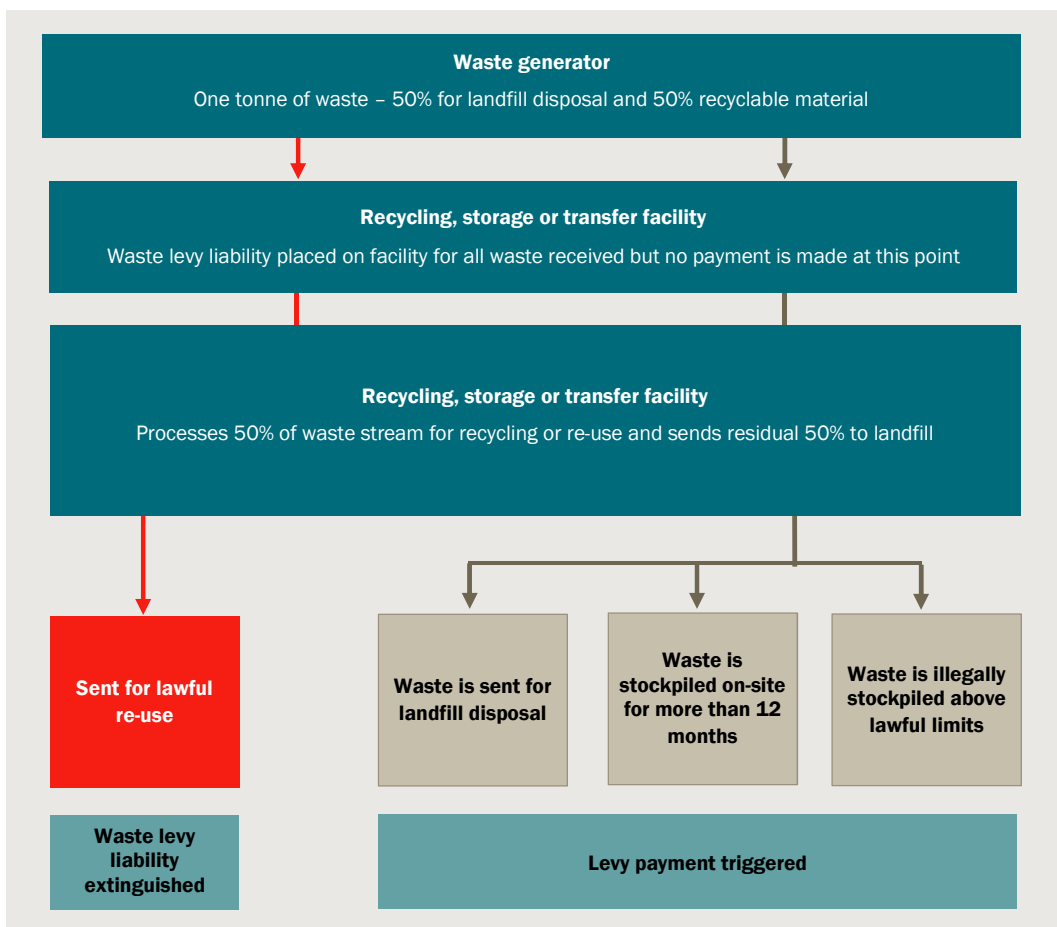 Waste generator
One tonne of waste – 50% for landfill disposal and 50% recyclable material
Recycling, storage or transfer facility
Waste levy liability placed on facility for all waste received but no payment is made at this point
Recycling, storage or transfer facility
Processes 50% of waste stream for recycling or re-use and sends residual 50% to landfill
Sent for lawful
re-use
Waste is sent for
landfill disposal
Waste is
stockpiled on-site
for more than 12
months
Waste is illegally
stockpiled above
lawful limits
Waste levy
liability
extinguished
Levy payment triggered